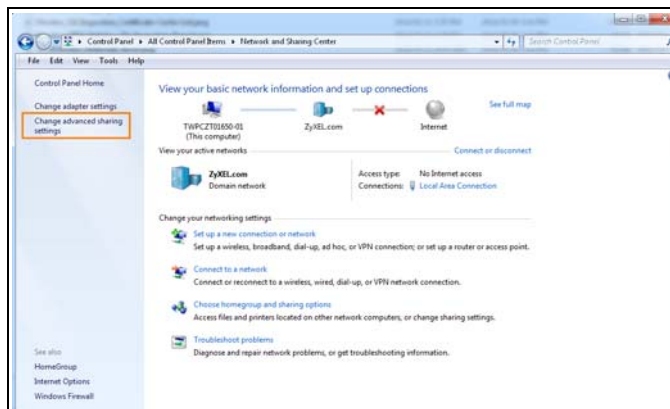 Control Panel ▸ All Control Panel Items ▸ Network and Sharing Center
Search Control Panel
File Edit View Tools Help
Control Panel Home
Change adapter settings
Change advanced sharing
settings
See also
HomeGroup
Internet Options
Windows Firewall
View your basic network information and set up connections
See full map
TWPCZT01650-01
(This computer)
ZyXEL.com
Internet
View your active networks
Connect or disconnect
ZyXEL.com
Domain network
Access type: No Internet access
Connections: Local Area Connection
Change your networking settings
Set up a new connection or network
Set up a wireless, broadband, dial-up, ad hoc, or VPN connection; or set up a router or access point.
Connect to a network
Connect or reconnect to a wireless, wired, dial-up, or VPN network connection.
Choose homegroup and sharing options
Access files and printers located on other network computers, or change sharing settings.
Troubleshoot problems
Diagnose and repair network problems, or get troubleshooting information.